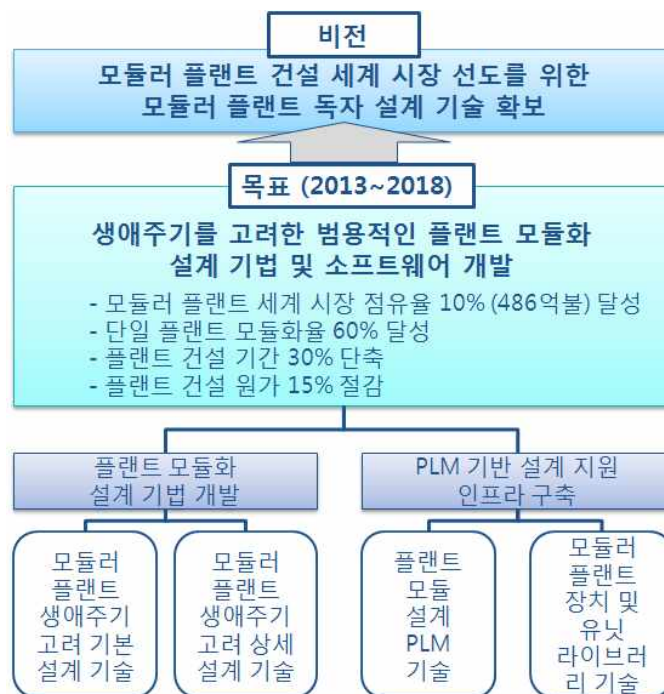 비전
모듈러 플랜트 건설 세계 시장 선도를 위한
모듈러 플랜트 독자 설계 기술 확보
목표 (2013~2018)
생애주기를 고려한 범용적인 플랜트 모듈화
설계 기법 및 소프트웨어 개발
- 모듈러 플랜트 세계 시장 점유율 10% (486억불) 달성
- 단일 플랜트 모듈화율 60% 달성
- 플랜트 건설 기간 30% 단축
- 플랜트 건설 원가 15% 절감
플랜트 모듈화
설계 기법 개발
PLM 기반 설계 지원
인프라 구축
모듈러
플랜트
생애주기
고려 기본
설계 기술
모듈러
플랜트
생애주기
고려 상세
설계 기술
플랜트
모듈
설계
PLM
기술
모듈러
플랜트
장치 및
유닛
라이브러
리 기술